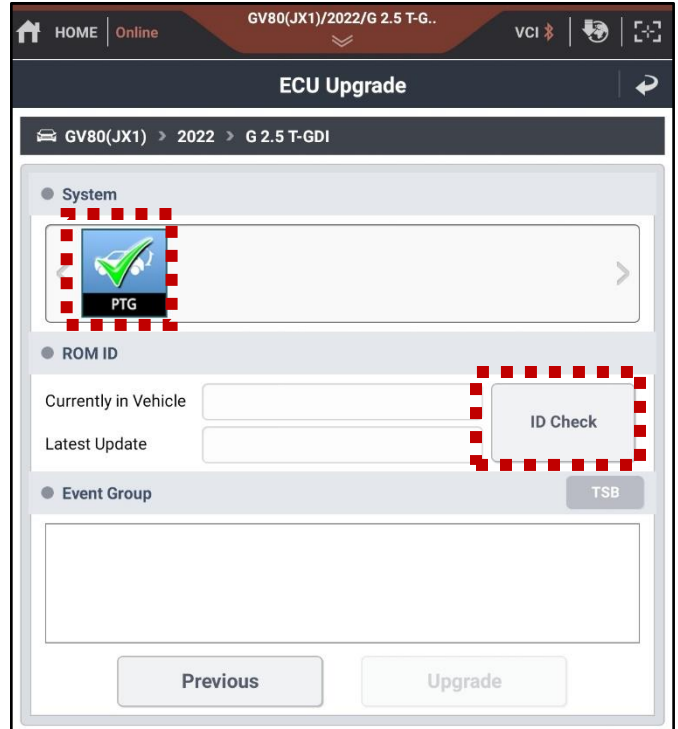 HOME Online GV80(JX1)/2022/G 2.5 T-G.. VCI
ECU Upgrade
GV80(JX1) > 2022 > G 2.5 T-GDI
System
PTG
ROM ID
Currently in Vehicle
ID Check
Latest Update
Event Group TSB
Previous Upgrade